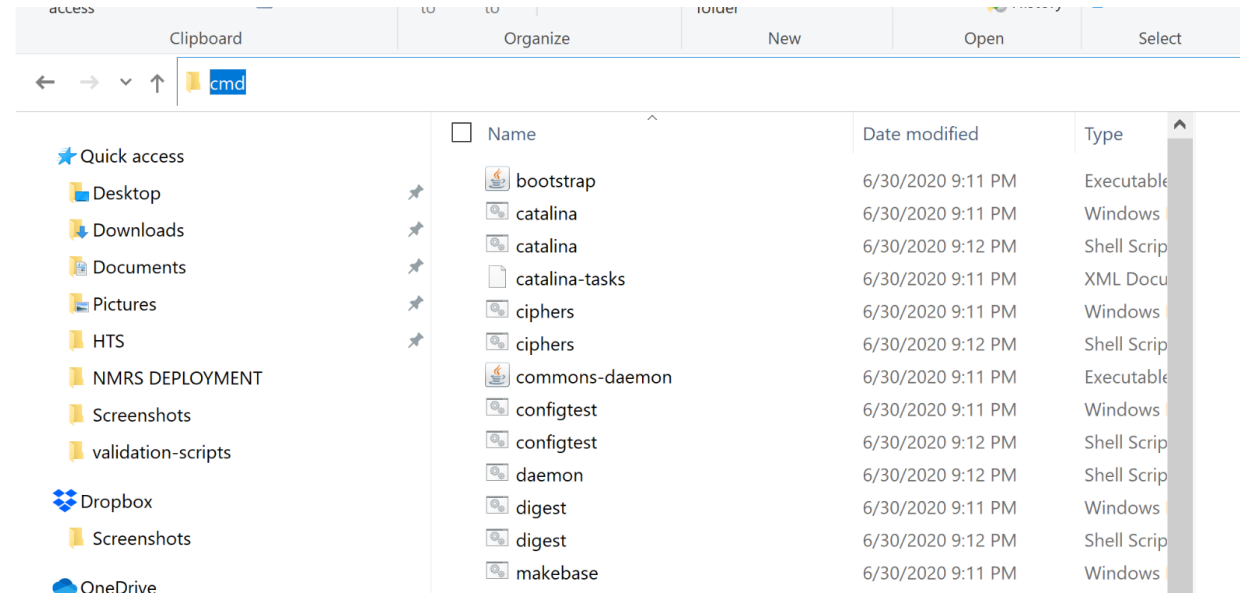 access to to folder History
Clipboard Organize New Open Select
cmd
Name Date modified Type
Quick access
Desktop
Downloads
Documents
Pictures
HTS
NMRS DEPLOYMENT
Screenshots
validation-scripts
Dropbox
Screenshots
OneDrive
bootstrap 6/30/2020 9:11 PM Executable
catalina 6/30/2020 9:11 PM Windows
catalina 6/30/2020 9:12 PM Shell Scrip
catalina-tasks 6/30/2020 9:11 PM XML Docu
ciphers 6/30/2020 9:11 PM Windows
ciphers 6/30/2020 9:12 PM Shell Scrip
commons-daemon 6/30/2020 9:11 PM Executable
configtest 6/30/2020 9:11 PM Windows
configtest 6/30/2020 9:12 PM Shell Scrip
daemon 6/30/2020 9:12 PM Shell Scrip
digest 6/30/2020 9:11 PM Windows
digest 6/30/2020 9:12 PM Shell Scrip
makebase 6/30/2020 9:11 PM Windows